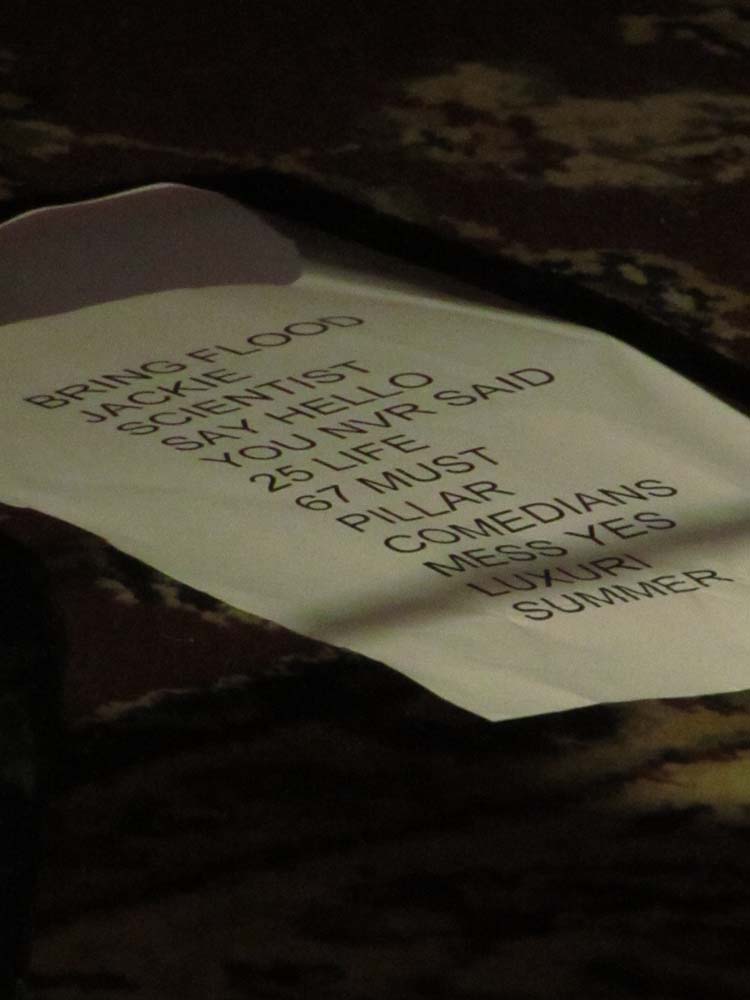 BRING FLOOD
JACKIE
SCIENTIST
SAY HELLO
YOU NVR SAID
25 LIFE
67 MUST
PILLAR
COMEDIANS
MESS YES
LUXURI
SUMMER